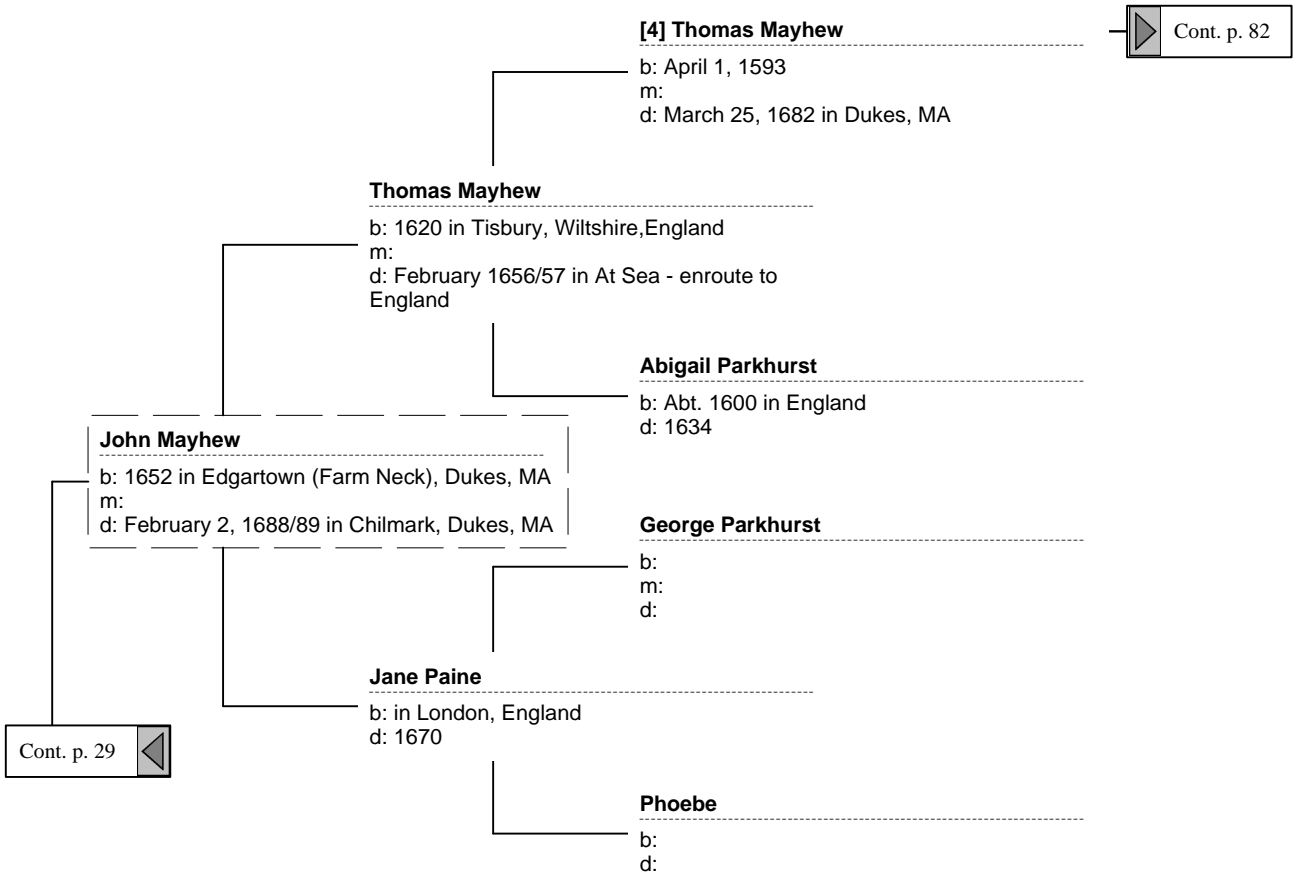 [4] Thomas Mayhew
Cont. p. 82
b: April 1, 1593
m:
d: March 25, 1682 in Dukes, MA
Thomas Mayhew
b: 1620 in Tisbury, Wiltshire,England
m:
d: February 1656/57 in At Sea - enroute to
England
Abigail Parkhurst
b: Abt. 1600 in England
d: 1634
John Mayhew
b: 1652 in Edgartown (Farm Neck), Dukes, MA
m:
d: February 2, 1688/89 in Chilmark, Dukes, MA
George Parkhurst
b:
m:
d:
Jane Paine
b: in London, England
d: 1670
Cont. p. 29
Phoebe
b:
d: